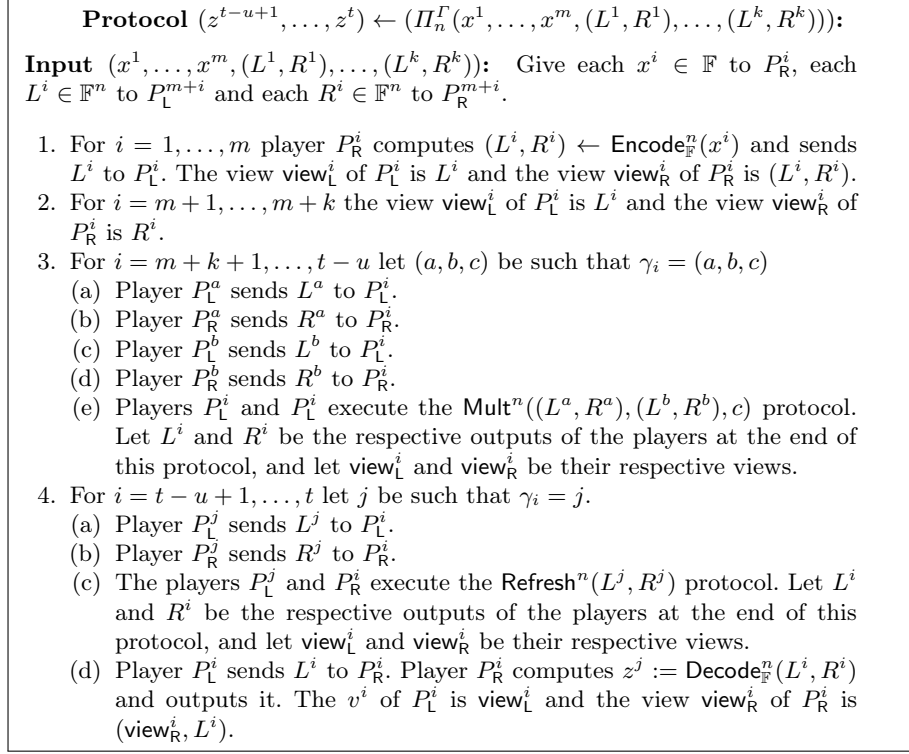 Protocol (z^{t−u+1}, . . . , z^t) ← (Π_n^Γ(x^1, . . . , x^m, (L^1, R^1), . . . , (L^k, R^k))):
Input (x^1, . . . , x^m, (L^1, R^1), . . . , (L^k, R^k)): Give each x^i ∈ 𝔽 to P_R^i, each
L^i ∈ 𝔽^n to P_L^{m+i} and each R^i ∈ 𝔽^n to P_R^{m+i}.
1. For i = 1, . . . , m player P_R^i computes (L^i, R^i) ← Encode_𝔽^n(x^i) and sends
L^i to P_L^i. The view view_L^i of P_L^i is L^i and the view view_R^i of P_R^i is (L^i, R^i).
2. For i = m + 1, . . . , m + k the view view_L^i of P_L^i is L^i and the view view_R^i of
P_R^i is R^i.
3. For i = m + k + 1, . . . , t − u let (a, b, c) be such that γ_i = (a, b, c)
(a) Player P_L^a sends L^a to P_L^i.
(b) Player P_R^a sends R^a to P_R^i.
(c) Player P_L^b sends L^b to P_L^i.
(d) Player P_R^b sends R^b to P_R^i.
(e) Players P_L^i and P_L^i execute the Mult^n((L^a, R^a), (L^b, R^b), c) protocol.
Let L^i and R^i be the respective outputs of the players at the end of
this protocol, and let view_L^i and view_R^i be their respective views.
4. For i = t − u + 1, . . . , t let j be such that γ_i = j.
(a) Player P_L^j sends L^j to P_L^i.
(b) Player P_R^j sends R^j to P_R^i.
(c) The players P_L^j and P_R^i execute the Refresh^n(L^j, R^j) protocol. Let L^i
and R^i be the respective outputs of the players at the end of this
protocol, and let view_L^i and view_R^i be their respective views.
(d) Player P_L^i sends L^i to P_R^i. Player P_R^i computes z^j := Decode_𝔽^n(L^i, R^i)
and outputs it. The v^i of P_L^i is view_L^i and the view view_R^i of P_R^i is
(view_R^i, L^i).